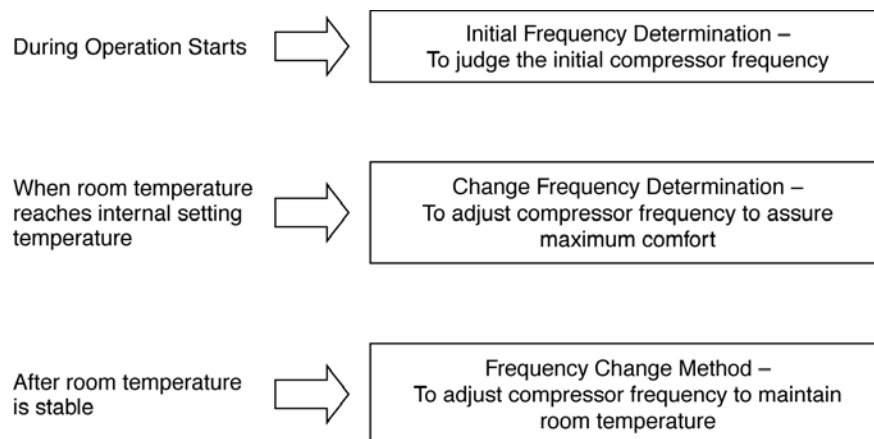 During Operation Starts
Initial Frequency Determination –
To judge the initial compressor frequency
When room temperature
reaches internal setting
temperature
Change Frequency Determination –
To adjust compressor frequency to assure
maximum comfort
After room temperature
is stable
Frequency Change Method –
To adjust compressor frequency to maintain
room temperature